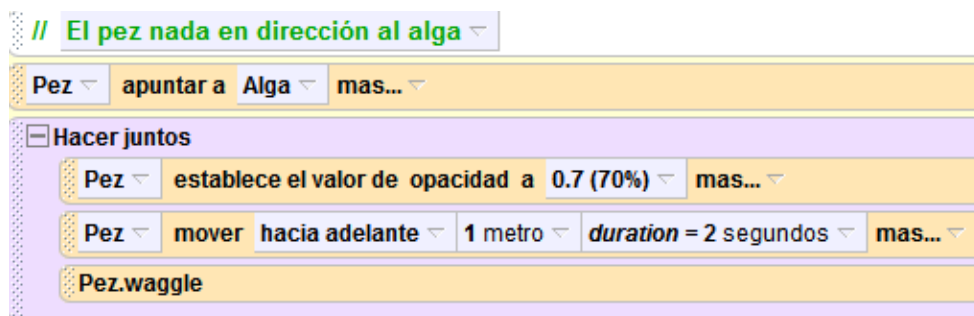 // El pez nada en dirección al alga
Pez apuntar a Alga mas...
Hacer juntos
Pez establece el valor de opacidad a 0.7 (70%) mas...
Pez mover hacia adelante 1 metro duration = 2 segundos mas...
Pez.waggle